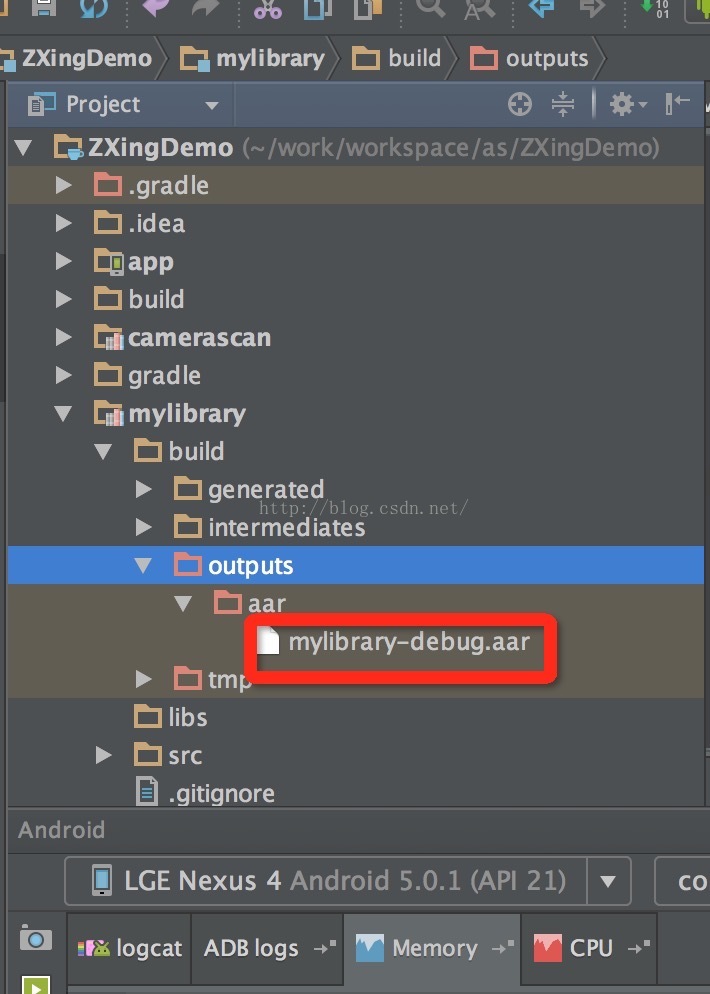 ZXingDemo mylibrary build outputs
Project
ZXingDemo (~/work/workspace/as/ZXingDemo)
.gradle
.idea
app
build
camerascan
gradle
mylibrary
build
generated
http://blog.csdn.net/
intermediates
outputs
aar
mylibrary-debug.aar
tmp
libs
src
.gitignore
Android
LGE Nexus 4 Android 5.0.1 (API 21) co
logcat ADB logs Memory CPU